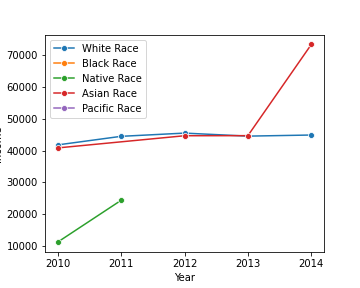 White Race
Black Race
Native Race
Asian Race
Pacific Race
70000
60000
50000
40000
30000
20000
10000
2010
2011
2012
2013
2014
Year